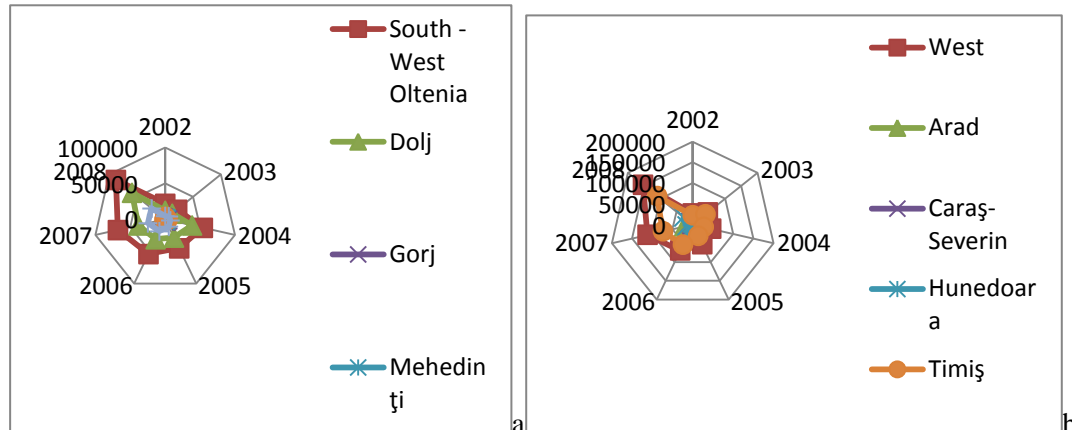 2002
100000
2008
50000
0
2003
2007
2004
2006
2005
South -
West
Oltenia
Dolj
Gorj
Mehedin
ţi
a
2002
200000
150000
2008
100000
50000
0
2003
2007
2004
2006
2005
West
Arad
Caraş-
Severin
Hunedoar
a
Timiş
b